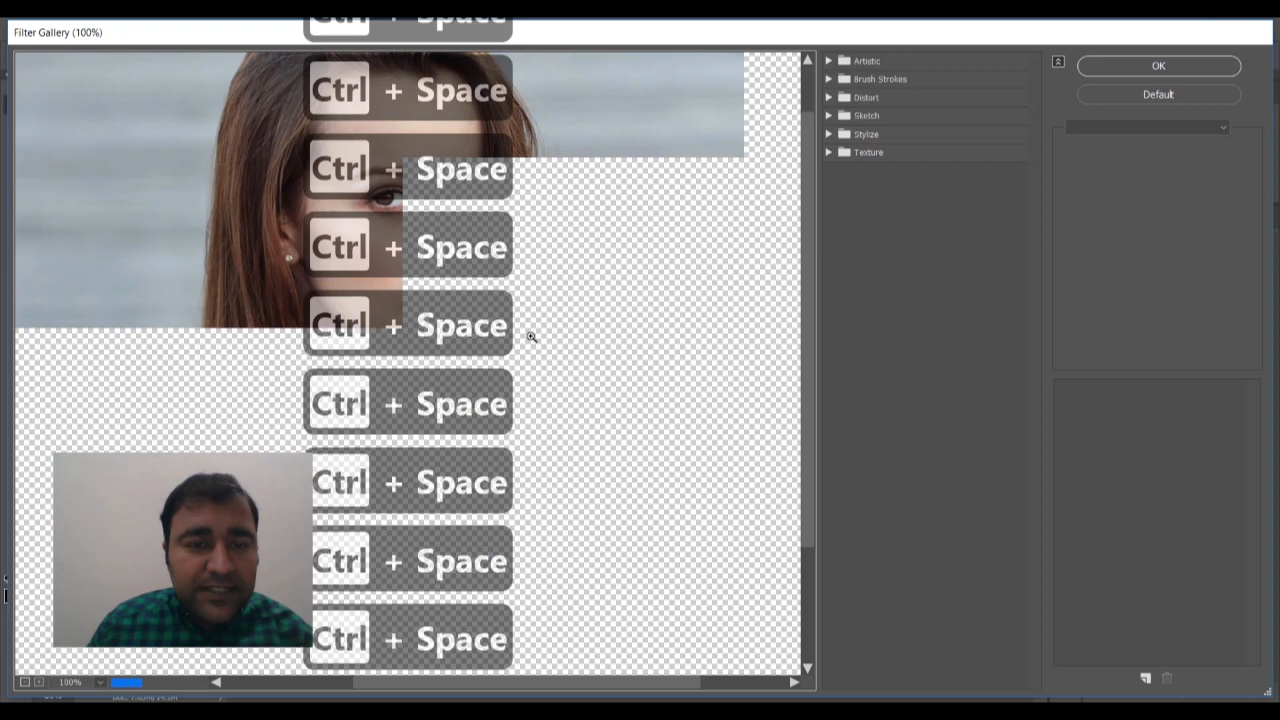 Filter Gallery (100%)
Ctrl + Space
Ctrl + Space
Ctrl + Space
Ctrl + Space
Ctrl + Space
Ctrl + Space
Ctrl + Space
Ctrl + Space
Ctrl + Space
Artistic
Brush Strokes
Distort
Sketch
Stylize
Texture
OK
Default
100%